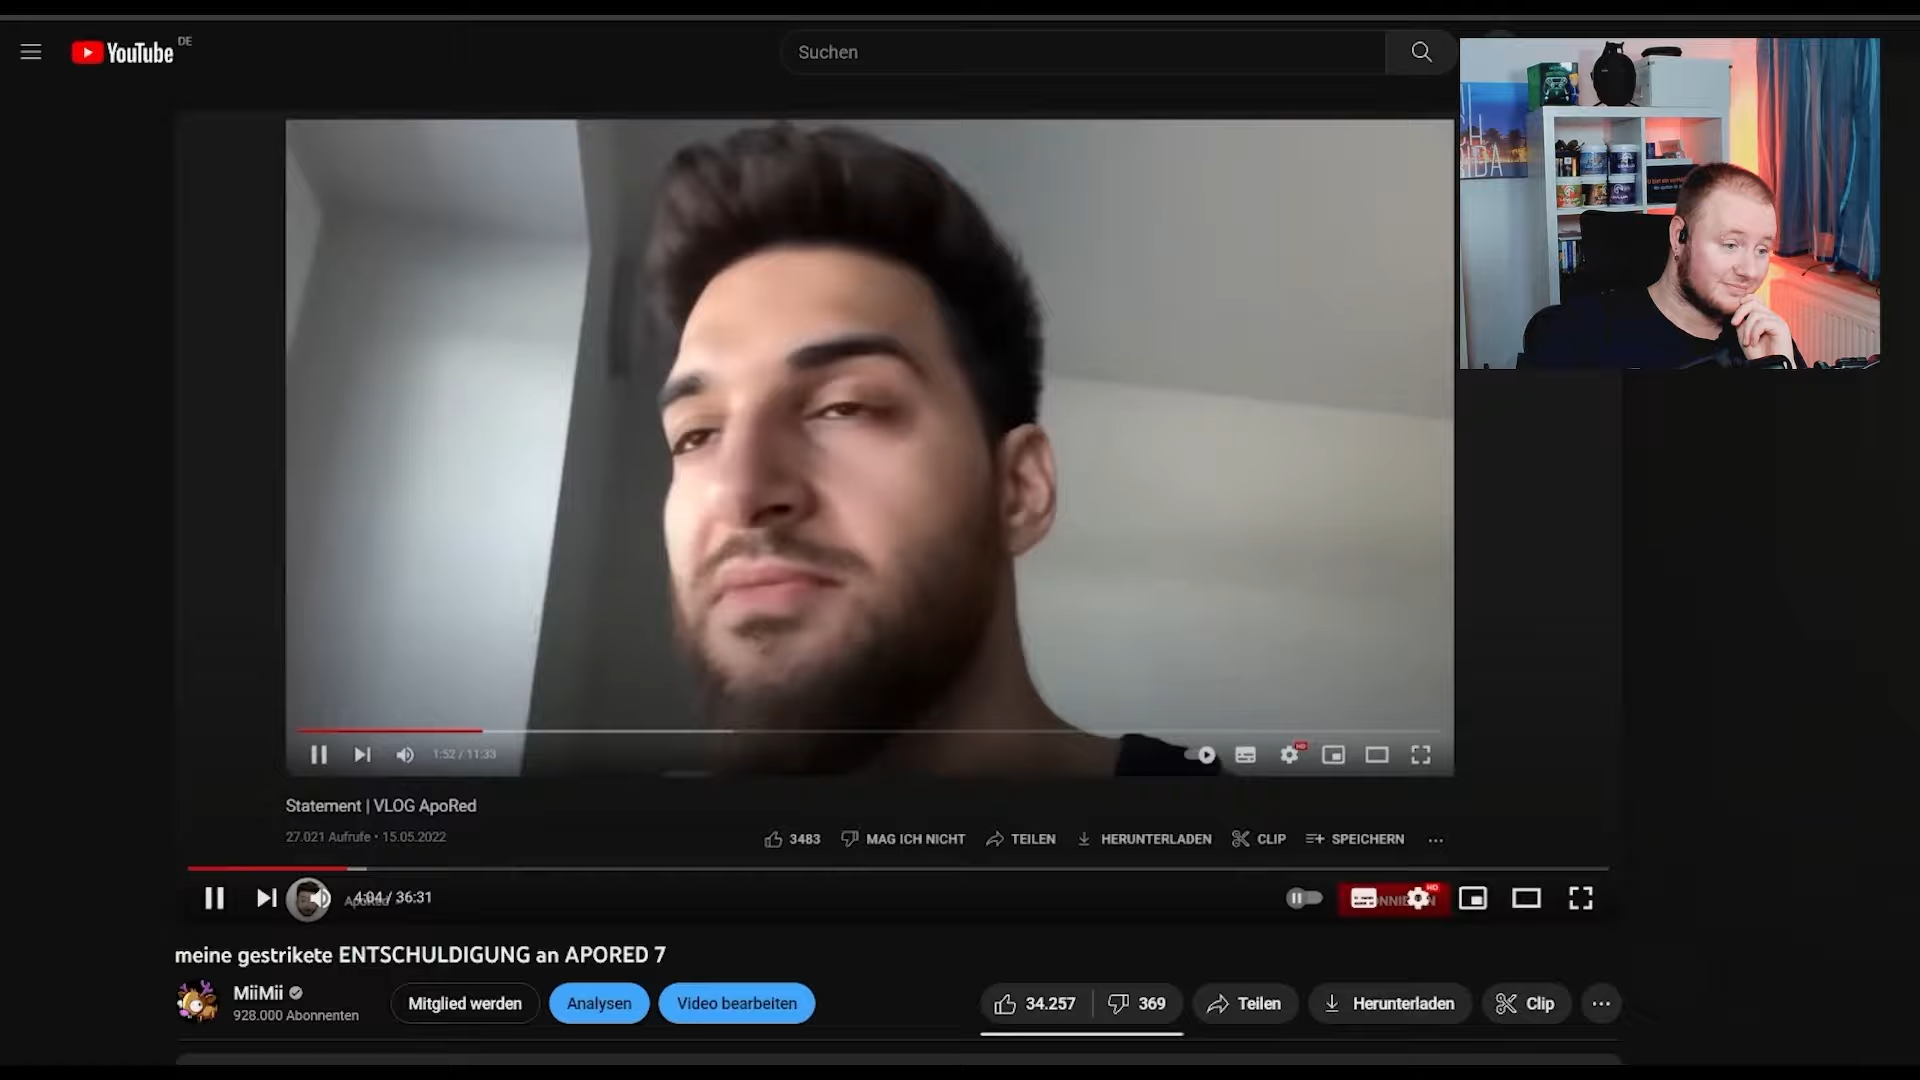 YouTube DE
Suchen
1:52 / 11:33
HD
Statement | VLOG ApoRed
27.021 Aufrufe • 15.05.2022
3483
MAG ICH NICHT
TEILEN
HERUNTERLADEN
CLIP
SPEICHERN
4:04 / 36:31
HD
meine gestrikete ENTSCHULDIGUNG an APORED 7
MiiMii
928.000 Abonnenten
Mitglied werden
Analysen
Video bearbeiten
34.257
369
Teilen
Herunterladen
Clip